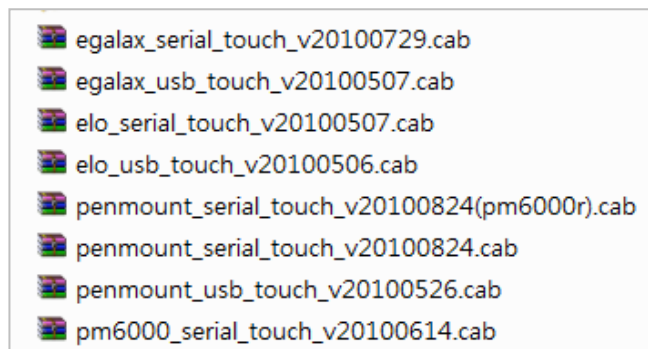 egalax_serial_touch_v20100729.cab
egalax_usb_touch_v20100507.cab
elo_serial_touch_v20100507.cab
elo_usb_touch_v20100506.cab
penmount_serial_touch_v20100824(pm6000r).cab
penmount_serial_touch_v20100824.cab
penmount_usb_touch_v20100526.cab
pm6000_serial_touch_v20100614.cab